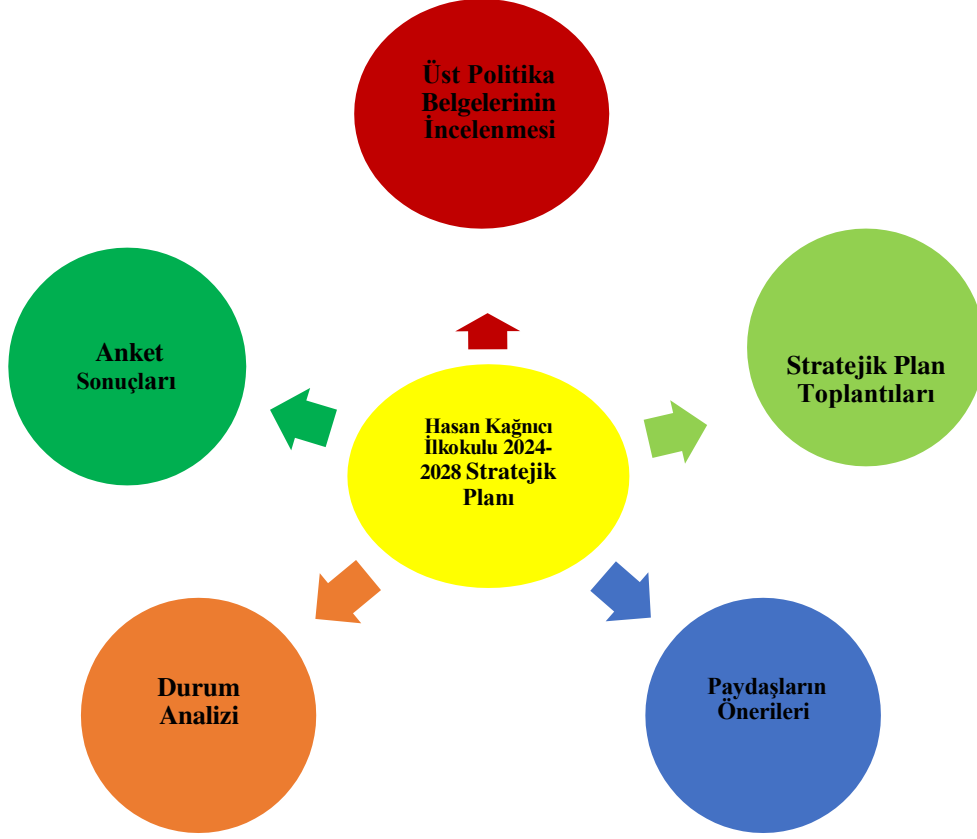 Üst Politika
Belgelerinin
İncelenmesi
Anket
Sonuçları
Stratejik Plan
Toplantıları
Hasan Kağnıcı
İlkokulu 2024-
2028 Stratejik
Planı
Durum
Analizi
Paydaşların
Önerileri